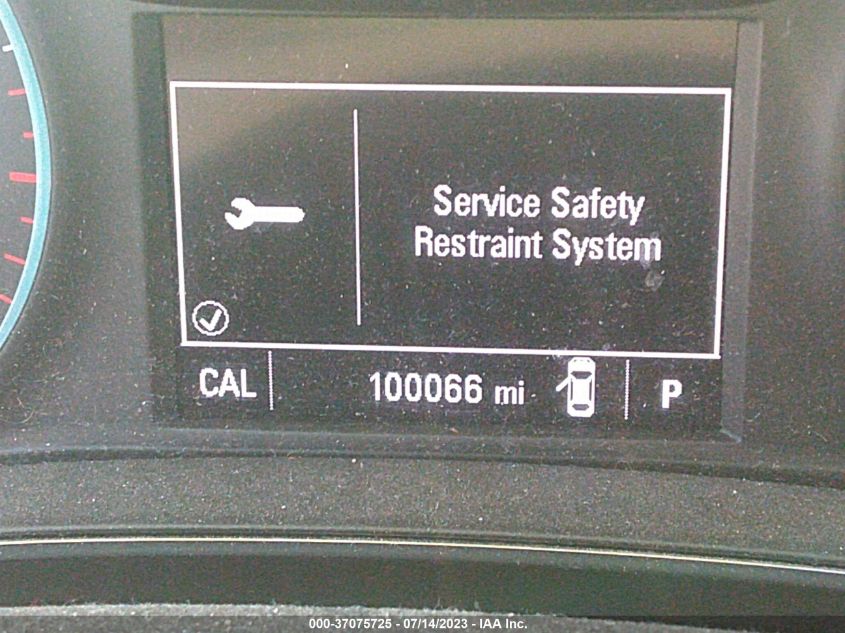 Service Safety
Restraint System
CAL 100066 mi P
000-37075725 - 07/14/2023 - IAA Inc.